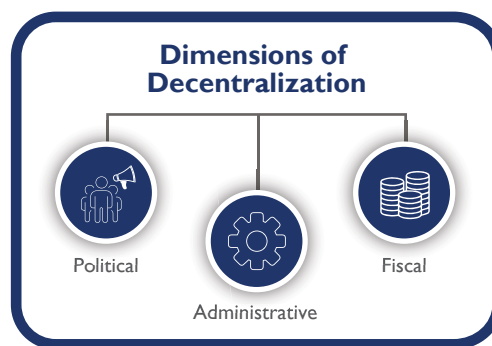 Dimensions of
Decentralization
Political
Administrative
Fiscal